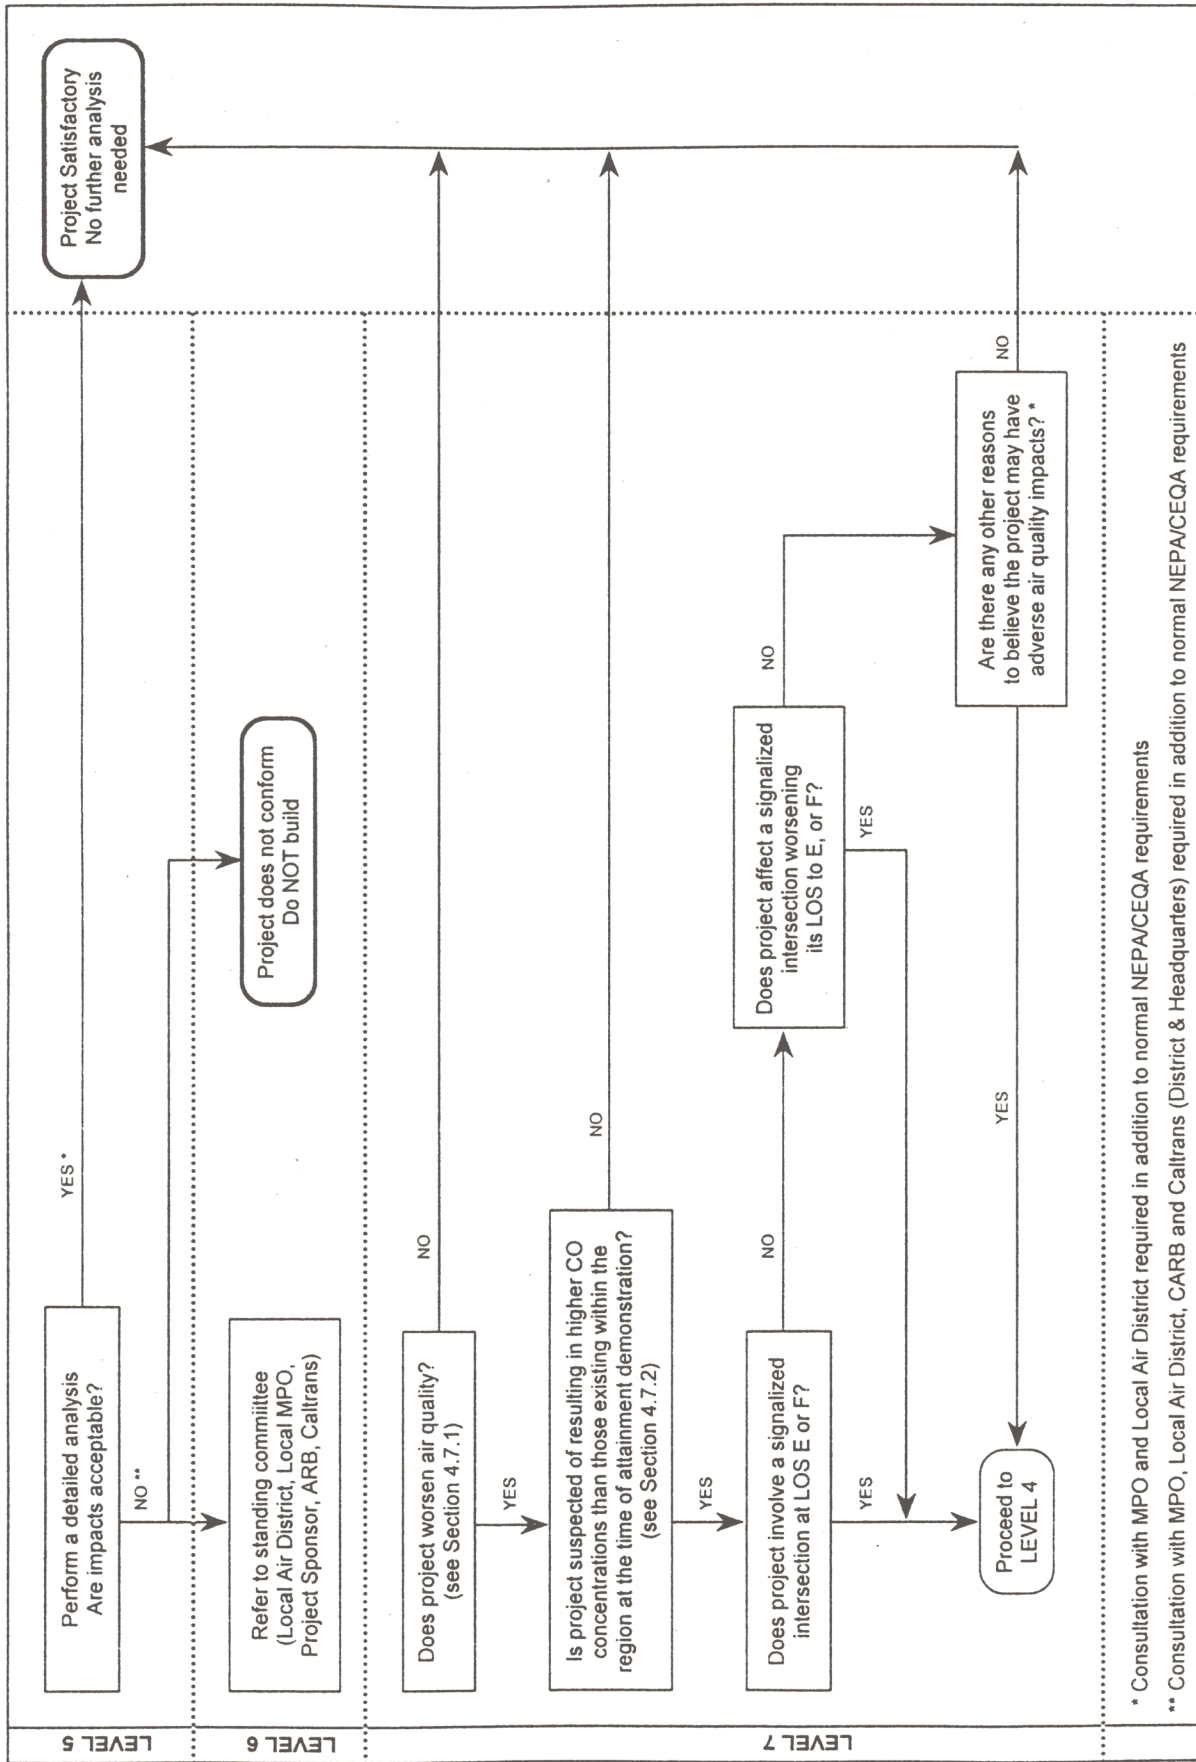 LEVEL 5
Perform a detailed analysis
Are impacts acceptable?
YES *
Project Satisfactory
No further analysis
needed
NO **
LEVEL 6
Refer to standing commiittee
(Local Air District, Local MPO,
Project Sponsor, ARB, Caltrans)
Project does not conform
Do NOT build
LEVEL 7
Does project worsen air quality?
(see Section 4.7.1)
NO
YES
Is project suspected of resulting in higher CO
concentrations than those existing within the
region at the time of attainment demonstration?
(see Section 4.7.2)
NO
YES
Does project involve a signalized
intersection at LOS E or F?
NO
YES
Does project affect a signalized
intersection worsening
its LOS to E, or F?
NO
YES
Are there any other reasons
to believe the project may have
adverse air quality impacts? *
NO
YES
Proceed to
LEVEL 4
* Consultation with MPO and Local Air District required in addition to normal NEPA/CEQA requirements
** Consultation with MPO, Local Air District, CARB and Caltrans (District & Headquarters) required in addition to normal NEPA/CEQA requirements